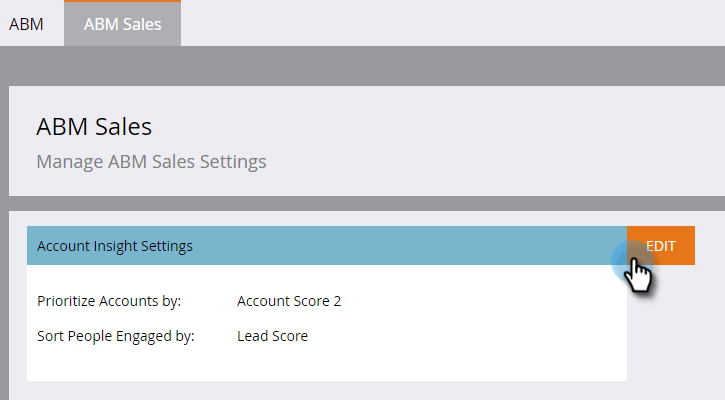 ABM ABM Sales
ABM Sales
Manage ABM Sales Settings
Account Insight Settings EDIT
Prioritize Accounts by: Account Score 2
Sort People Engaged by: Lead Score